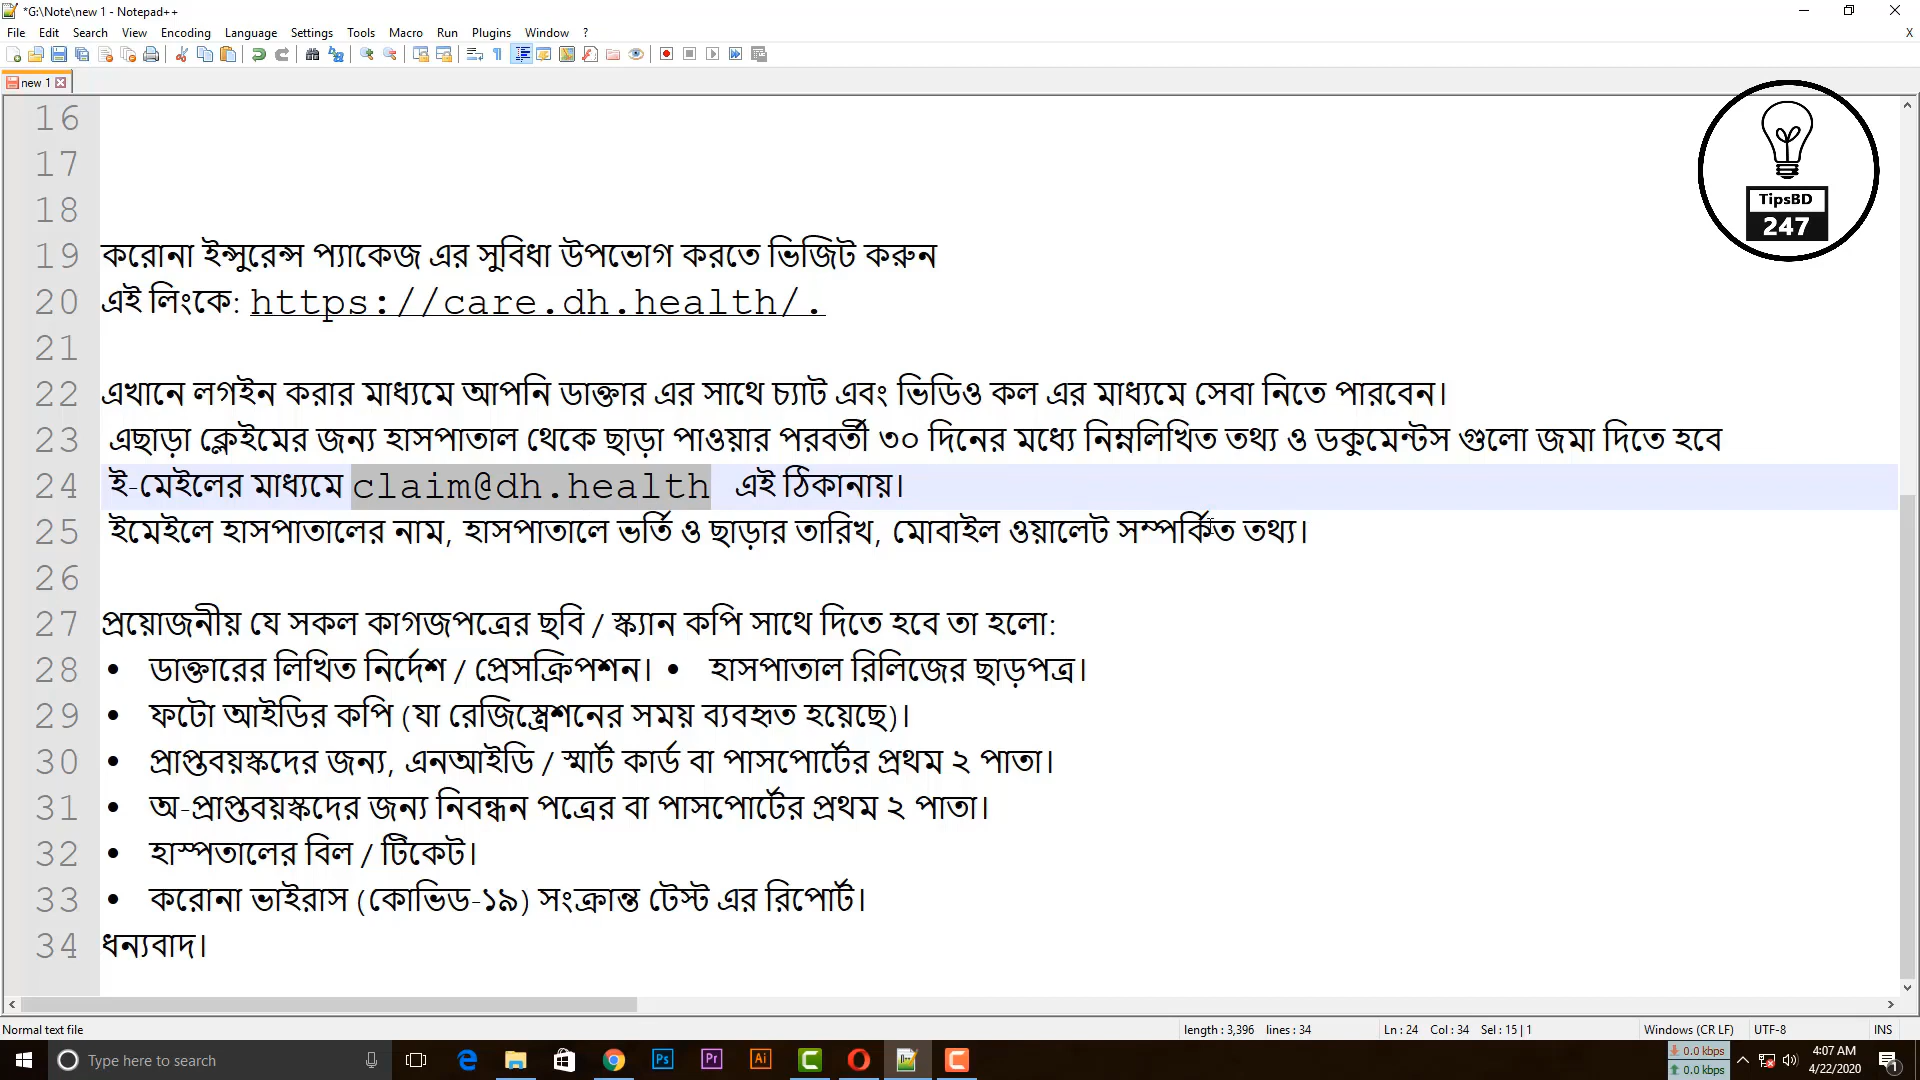 *G:\Note\new 1 - Notepad++
File Edit Search View Encoding Language Settings Tools Macro Run Plugins Window ? X
new 1
TipsBD
247
16
17
18
19 করোনা ইন্সুরেন্স প্যাকেজ এর সুবিধা উপভোগ করতে ভিজিট করুন
20 এই লিংকে: https://care.dh.health/.
21
22 এখানে লগইন করার মাধ্যমে আপনি ডাক্তার এর সাথে চ্যাট এবং ভিডিও কল এর মাধ্যমে সেবা নিতে পারবেন।
23 এছাড়া ক্লেইমের জন্য হাসপাতাল থেকে ছাড়া পাওয়ার পরবর্তী ৩০ দিনের মধ্যে নিম্নলিখিত তথ্য ও ডকুমেন্টস গুলো জমা দিতে হবে
24 ই-মেইলের মাধ্যমে claim@dh.health এই ঠিকানায়।
25 ইমেইলে হাসপাতালের নাম, হাসপাতালে ভর্তি ও ছাড়ার তারিখ, মোবাইল ওয়ালেট সম্পর্কিত তথ্য।
26
27 প্রয়োজনীয় যে সকল কাগজপত্রের ছবি / স্ক্যান কপি সাথে দিতে হবে তা হলো:
28 • ডাক্তারের লিখিত নির্দেশ / প্রেসক্রিপশন। • হাসপাতাল রিলিজের ছাড়পত্র।
29 • ফটো আইডির কপি (যা রেজিস্ত্রেশনের সময় ব্যবহৃত হয়েছে)।
30 • প্রাপ্তবয়স্কদের জন্য, এনআইডি / স্মার্ট কার্ড বা পাসপোর্টের প্রথম ২ পাতা।
31 • অ-প্রাপ্তবয়স্কদের জন্য নিবন্ধন পত্রের বা পাসপোর্টের প্রথম ২ পাতা।
32 • হাস্পতালের বিল / টিকেট।
33 • করোনা ভাইরাস (কোভিড-১৯) সংক্রান্ত টেস্ট এর রিপোর্ট।
34 ধন্যবাদ।
Normal text file length : 3,396 lines : 34 Ln : 24 Col : 34 Sel : 15 | 1 Windows (CR LF) UTF-8 INS
Type here to search Ps Pr Ai 0.0 kbps 4:07 AM
0.0 kbps 4/22/2020 1